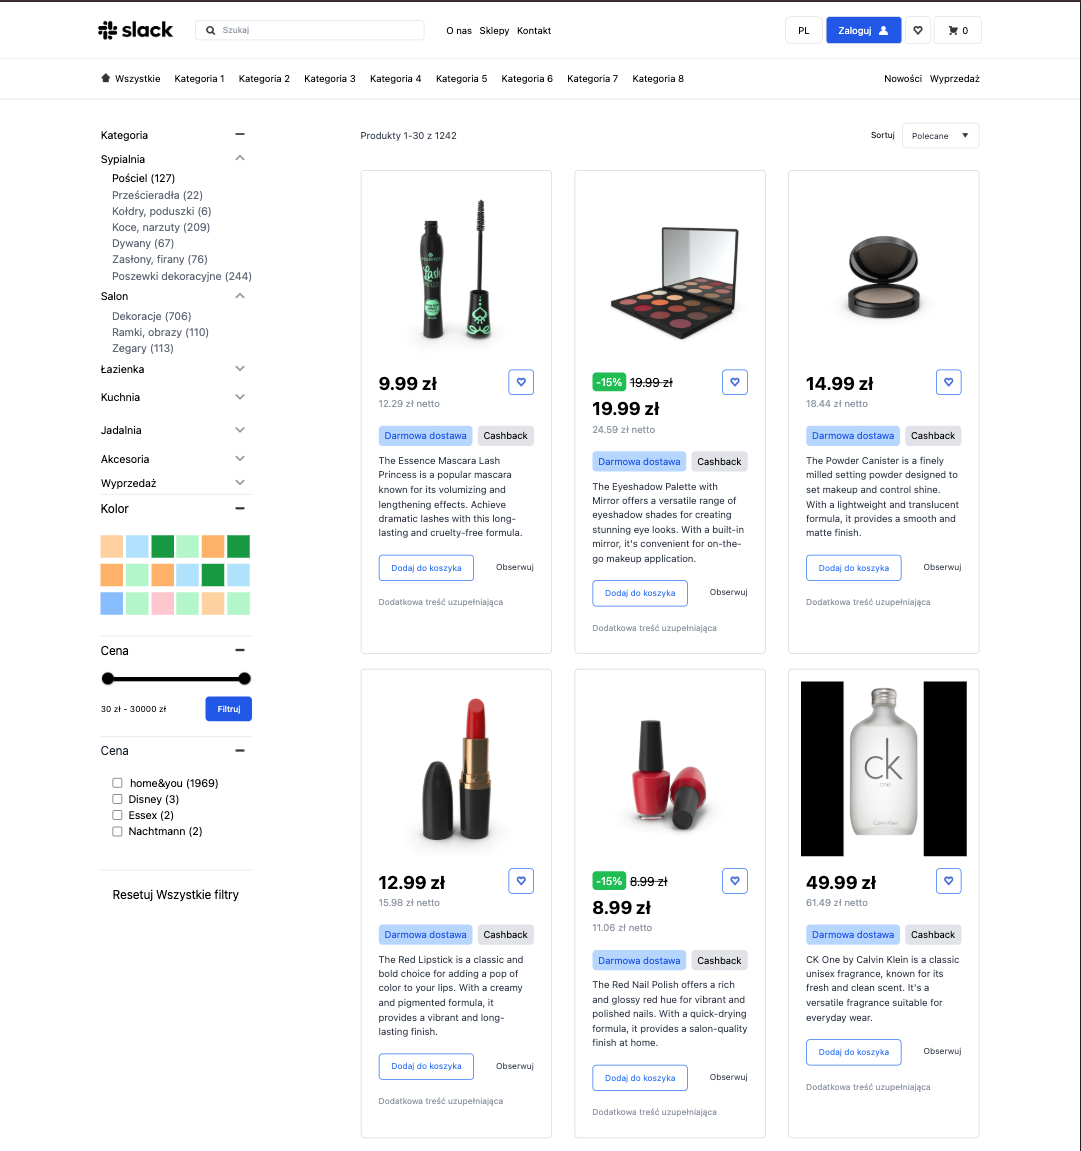 slack
Szukaj
O nas Sklepy Kontakt
PL
Zaloguj
0
Wszystkie Kategoria 1 Kategoria 2 Kategoria 3 Kategoria 4 Kategoria 5 Kategoria 6 Kategoria 7 Kategoria 8
Nowości Wyprzedaż
Kategoria
Sypialnia
Pościel (127)
Prześcieradła (22)
Kołdry, poduszki (6)
Koce, narzuty (209)
Dywany (67)
Zasłony, firany (76)
Poszewki dekoracyjne (244)
Salon
Dekoracje (706)
Ramki, obrazy (110)
Zegary (113)
Łazienka
Kuchnia
Jadalnia
Akcesoria
Wyprzedaż
Kolor
Cena
30 zł - 30000 zł
Filtruj
Cena
home&you (1969)
Disney (3)
Essex (2)
Nachtmann (2)
Resetuj Wszystkie filtry
Produkty 1-30 z 1242
Sortuj
Polecane
essence
Lash
9.99 zł
12.29 zł netto
Darmowa dostawa
Cashback
The Essence Mascara Lash
Princess is a popular mascara
known for its volumizing and
lengthening effects. Achieve
dramatic lashes with this long-
lasting and cruelty-free formula.
Dodaj do koszyka
Obserwuj
Dodatkowa treść uzupełniająca
-15%
19.99 zł
19.99 zł
24.59 zł netto
Darmowa dostawa
Cashback
The Eyeshadow Palette with
Mirror offers a versatile range of
eyeshadow shades for creating
stunning eye looks. With a built-in
mirror, it's convenient for on-the-
go makeup application.
Dodaj do koszyka
Obserwuj
Dodatkowa treść uzupełniająca
14.99 zł
18.44 zł netto
Darmowa dostawa
Cashback
The Powder Canister is a finely
milled setting powder designed to
set makeup and control shine.
With a lightweight and translucent
formula, it provides a smooth and
matte finish.
Dodaj do koszyka
Obserwuj
Dodatkowa treść uzupełniająca
12.99 zł
15.98 zł netto
Darmowa dostawa
Cashback
The Red Lipstick is a classic and
bold choice for adding a pop of
color to your lips. With a creamy
and pigmented formula, it
provides a vibrant and long-
lasting finish.
Dodaj do koszyka
Obserwuj
Dodatkowa treść uzupełniająca
-15%
8.99 zł
8.99 zł
11.06 zł netto
Darmowa dostawa
Cashback
The Red Nail Polish offers a rich
and glossy red hue for vibrant and
polished nails. With a quick-drying
formula, it provides a salon-quality
finish at home.
Dodaj do koszyka
Obserwuj
Dodatkowa treść uzupełniająca
ck
one
Calvin Klein
49.99 zł
61.49 zł netto
Darmowa dostawa
Cashback
CK One by Calvin Klein is a classic
unisex fragrance, known for its
fresh and clean scent. It's a
versatile fragrance suitable for
everyday wear.
Dodaj do koszyka
Obserwuj
Dodatkowa treść uzupełniająca